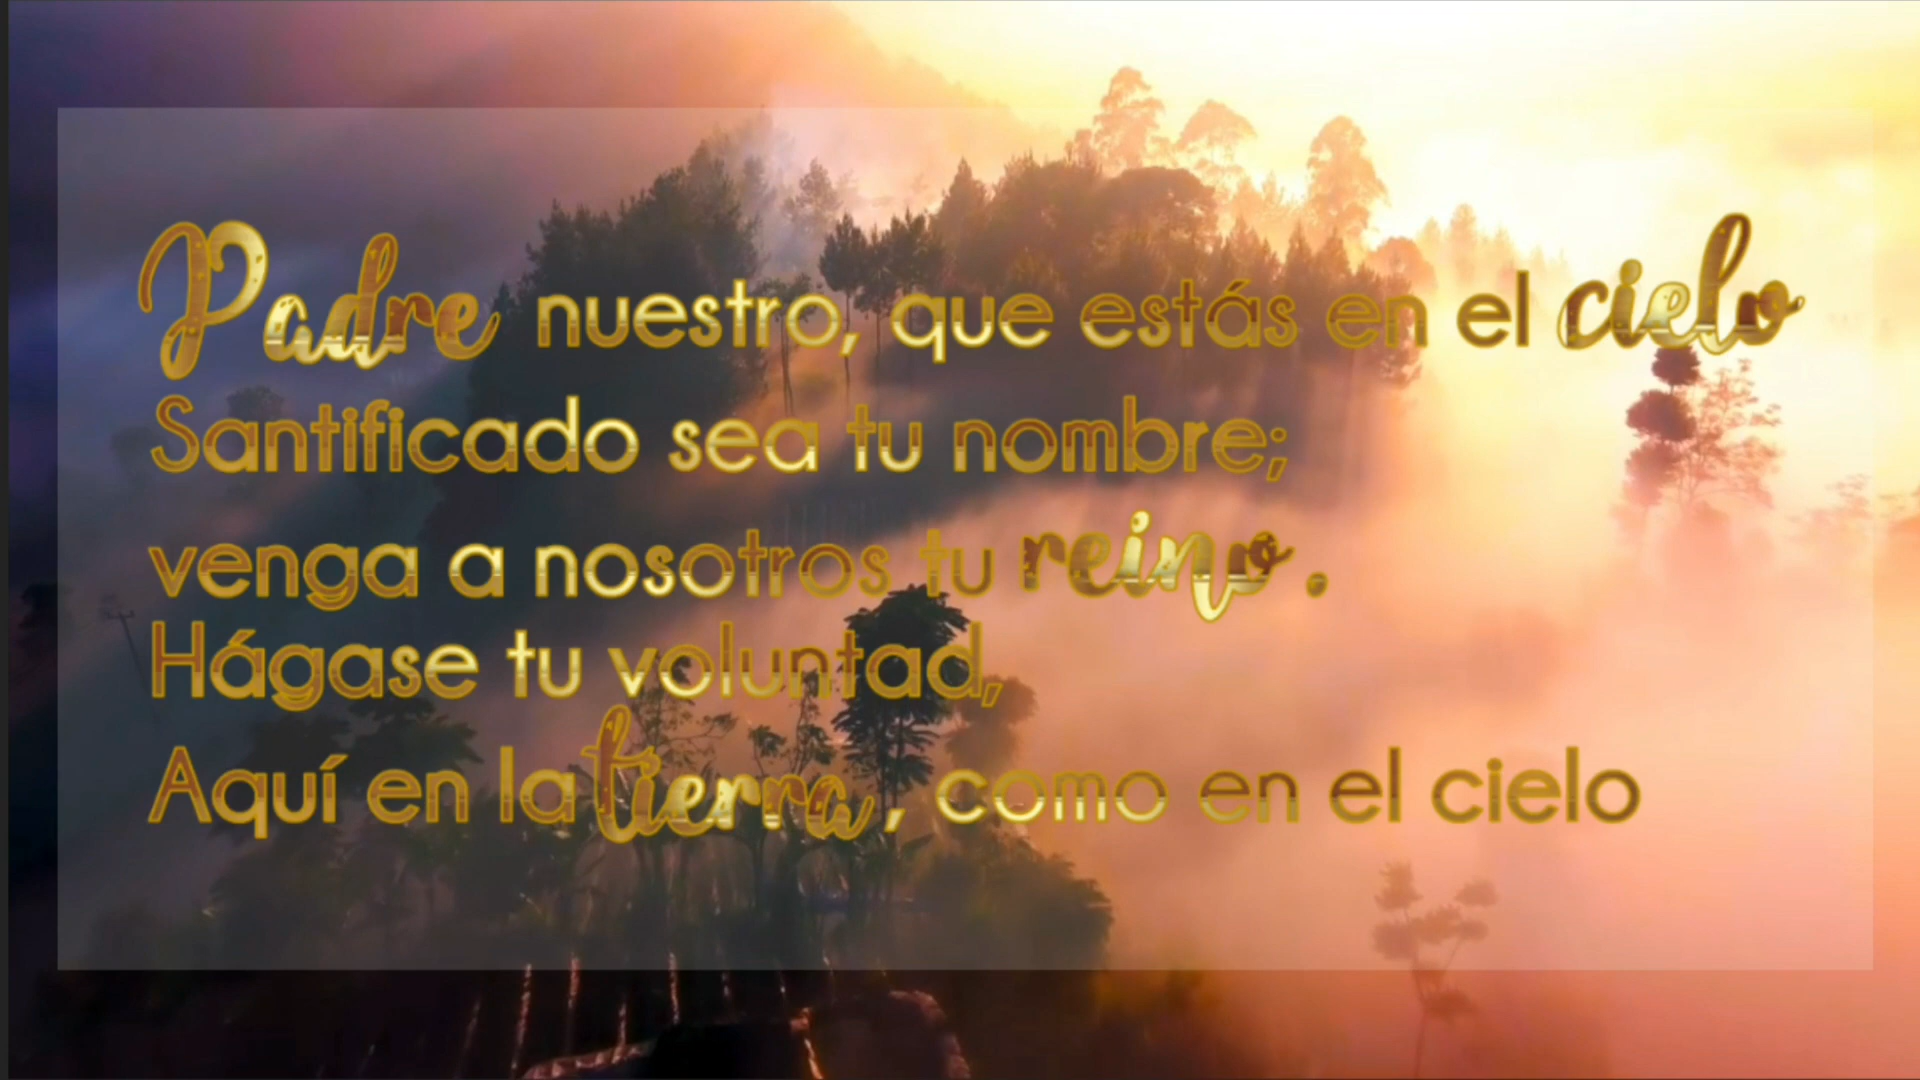 Padre nuestro, que estás en el cielo
Santificado sea tu nombre;
venga a nosotros tu reino.
Hágase tu voluntad,
Aquí en la tierra, como en el cielo